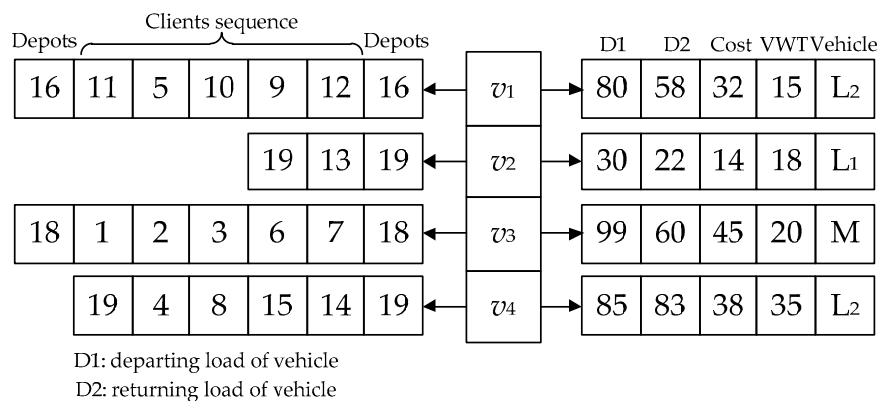 Clients sequence
Depots Depots D1 D2 Cost VWT Vehicle
16 11 5 10 9 12 16 v1 80 58 32 15 L2
19 13 19 v2 30 22 14 18 L1
18 1 2 3 6 7 18 v3 99 60 45 20 M
19 4 8 15 14 19 v4 85 83 38 35 L2
D1: departing load of vehicle
D2: returning load of vehicle